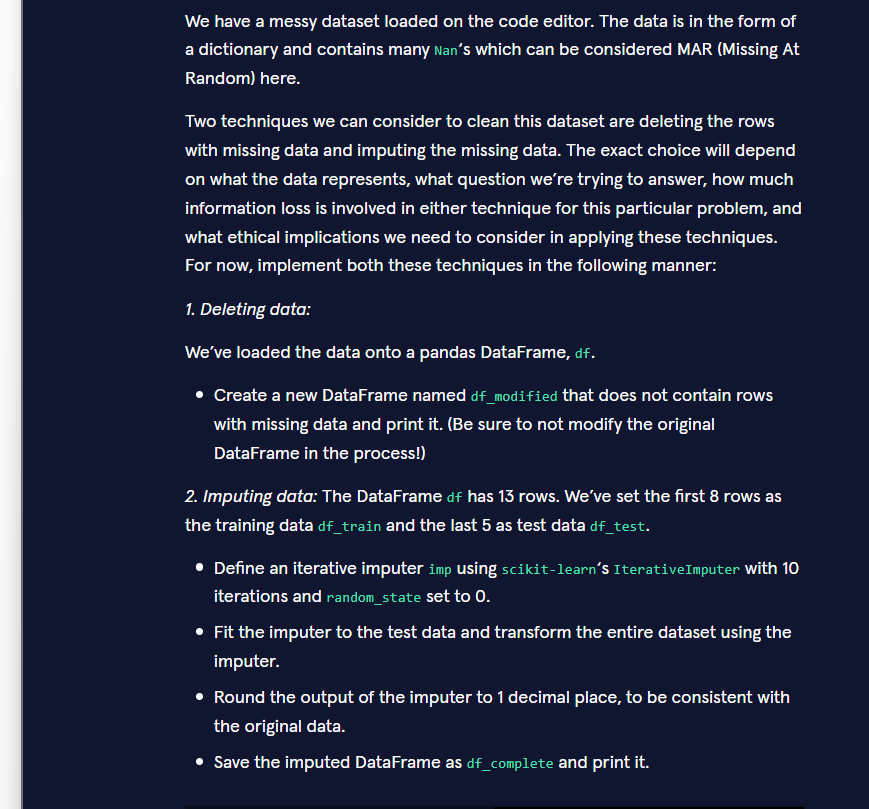 We have a messy dataset loaded on the code editor. The data is in the form of
a dictionary and contains many Nan's which can be considered MAR (Missing At
Random) here.
Two techniques we can consider to clean this dataset are deleting the rows
with missing data and imputing the missing data. The exact choice will depend
on what the data represents, what question we're trying to answer, how much
information loss is involved in either technique for this particular problem, and
what ethical implications we need to consider in applying these techniques.
For now, implement both these techniques in the following manner:
1. Deleting data:
We've loaded the data onto a pandas DataFrame, df.
• Create a new DataFrame named df_modified that does not contain rows
with missing data and print it. (Be sure to not modify the original
DataFrame in the process!)
2. Imputing data: The DataFrame df has 13 rows. We've set the first 8 rows as
the training data df_train and the last 5 as test data df_test.
• Define an iterative imputer imp using scikit-learn's IterativeImputer with 10
iterations and random_state set to 0.
• Fit the imputer to the test data and transform the entire dataset using the
imputer.
• Round the output of the imputer to 1 decimal place, to be consistent with
the original data.
• Save the imputed DataFrame as df_complete and print it.